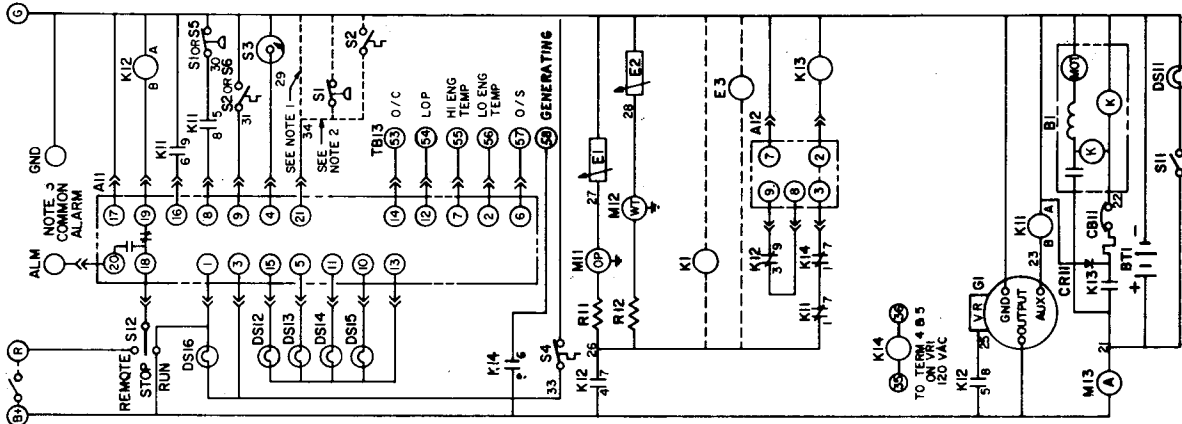 G
GND
NOTE 3
COMMON
ALARM
ALM
A11
K12
A
B
K11
6 9
S1 OR S5
30
K11
8 5
S2 OR S6
31
S3
29
SEE NOTE 1
34
SEE
NOTE 2
S1
S2
TB13
53 O/C
54 LOP
55 HI ENG
TEMP
56 LO ENG
TEMP
57 O/S
58 GENERATING
17
19
16
8
9
4
21
14
12
7
2
6
20
18
1
3
15
5
11
10
13
R
B+
REMOTE
STOP
RUN
S12
DS16
DS12
DS13
DS14
DS15
K14
6
S4
33
E1
27
M11
OP
R11
26
K12
4 7
E2
28
M12
WT
R12
K1
E3
K13
A12
7
2
9
8
3
K12
3 9
K14
1 7
K11
1 7
K14
35
36
TO TERM 4 & 5
ON VR1
120 VAC
G1
VR
25
K12
5 8
GND
OUTPUT
AUX
K11
A
B
23
CR11
K13
CB11
22
B1
MOT
K
K
BT1
+
-
21
M13
A
S11
DS11